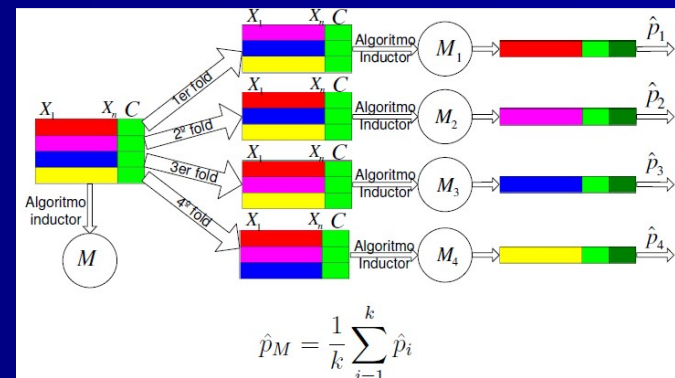 X₁ Xₙ C
Algoritmo inductor
M
1er fold
X₁ Xₙ C
Algoritmo Inductor
M₁
p̂₁
2º fold
X₁ Xₙ C
Algoritmo Inductor
M₂
p̂₂
3er fold
X₁ Xₙ C
Algoritmo Inductor
M₃
p̂₃
4º fold
X₁ Xₙ C
Algoritmo Inductor
M₄
p̂₄
p̂_M = 1/k ∑_{i=1}^{k} p̂ᵢ